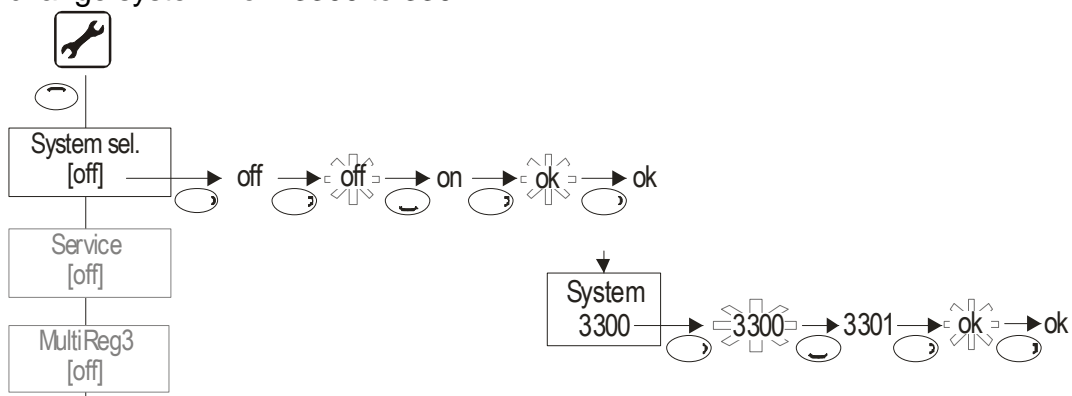 System sel.
[off]
off
off
on
ok
ok
Service
[off]
MultiReg3
[off]
System
3300
3300
3301
ok
ok